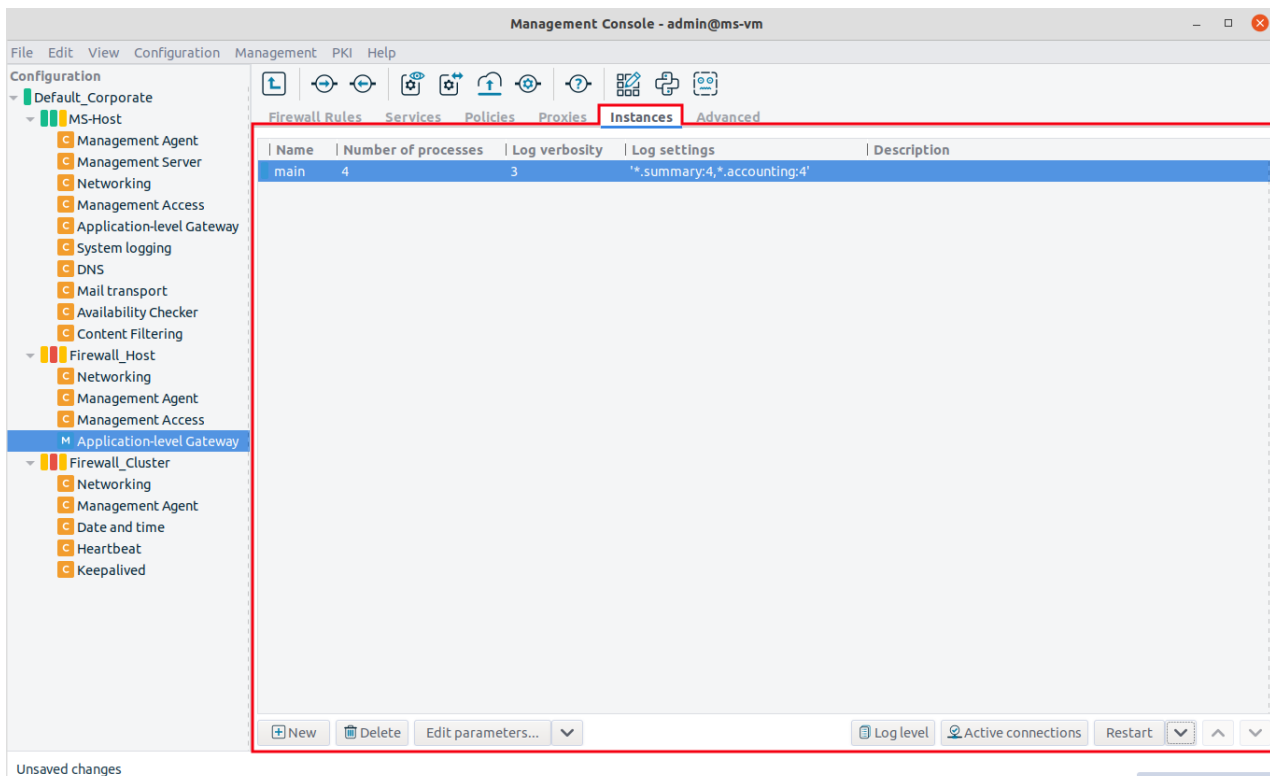 Management Console - admin@ms-vm
File Edit View Configuration Management PKI Help
Configuration
Default_Corporate
MS-Host
C Management Agent
C Management Server
C Networking
C Management Access
C Application-level Gateway
C System logging
C DNS
C Mail transport
C Availability Checker
C Content Filtering
Firewall_Host
C Networking
C Management Agent
C Management Access
M Application-level Gateway
Firewall_Cluster
C Networking
C Management Agent
C Date and time
C Heartbeat
C Keepalived
Firewall Rules Services Policies Proxies Instances Advanced
Name Number of processes Log verbosity Log settings Description
main 4 3 '*.summary:4,*.accounting:4'
New Delete Edit parameters... Log level Active connections Restart
Unsaved changes